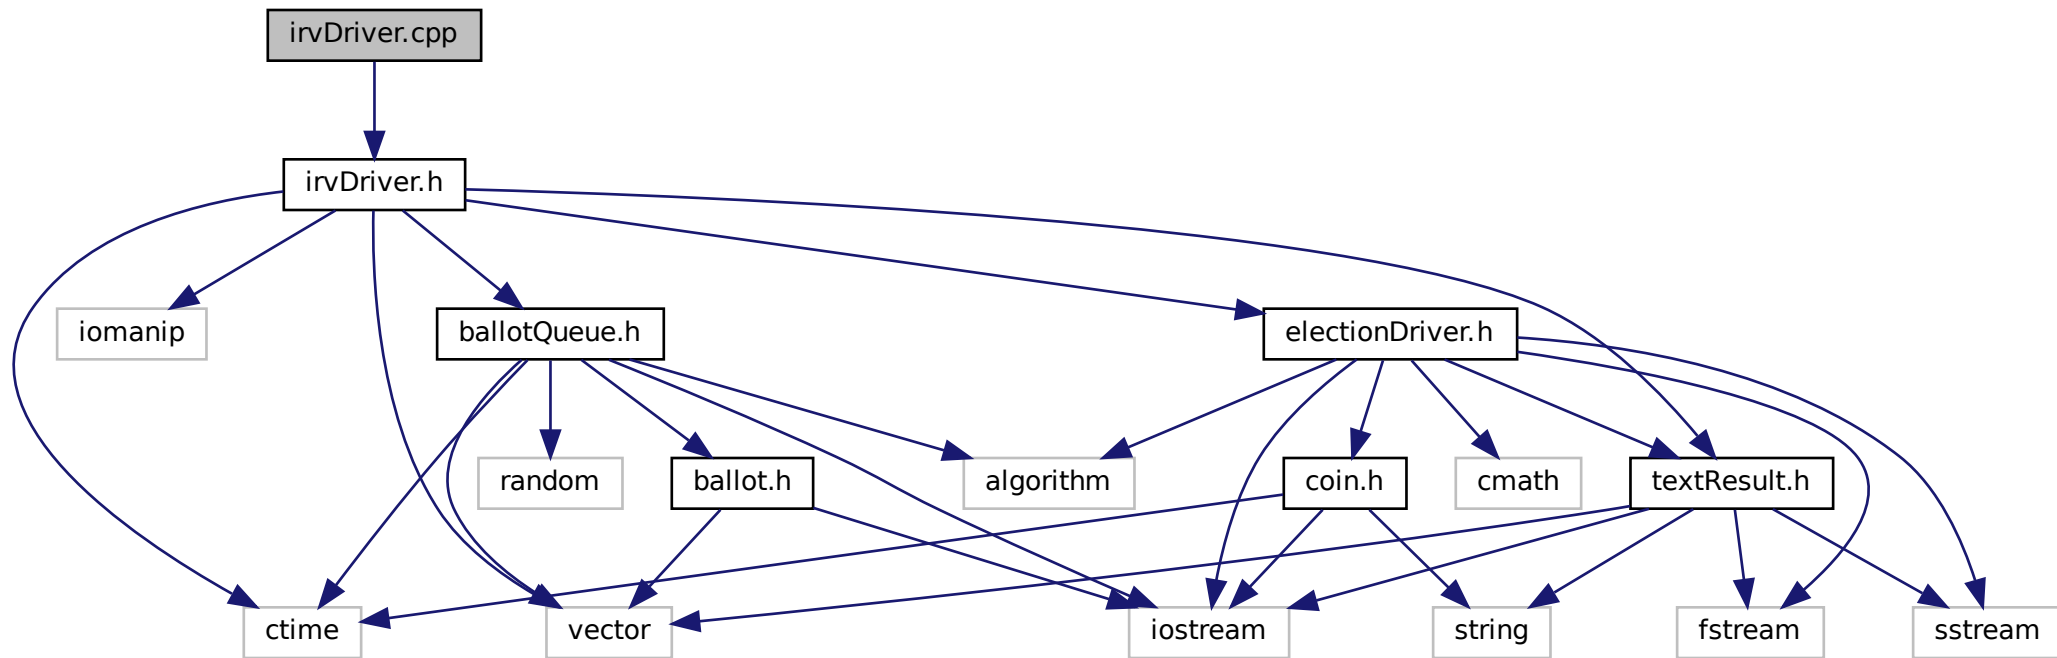 irvDriver.cpp
irvDriver.h
iomanip
ballotQueue.h
electionDriver.h
random
ballot.h
algorithm
coin.h
cmath
textResult.h
ctime
vector
iostream
string
fstream
sstream